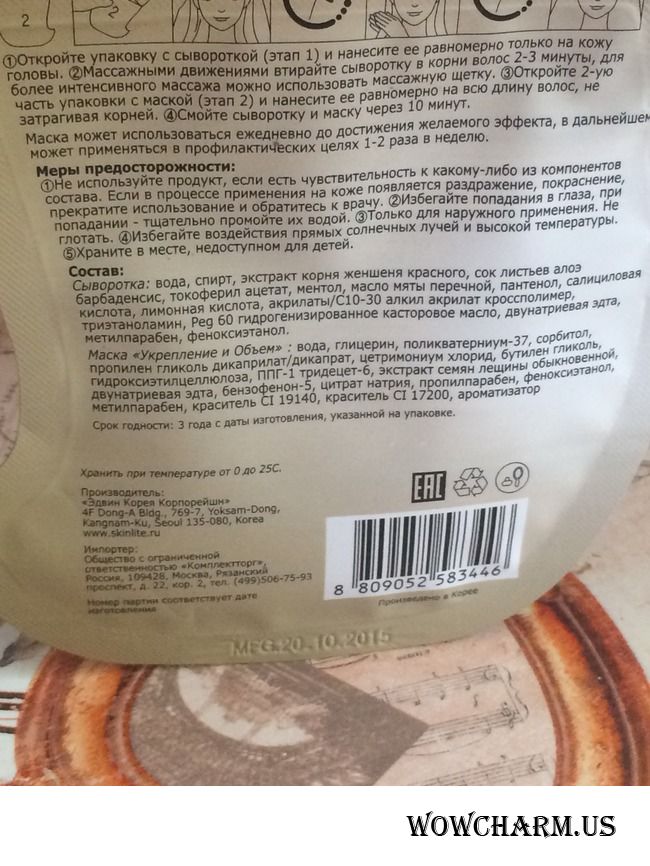 2
①Откройте упаковку с сывороткой (этап 1) и нанесите ее равномерно только на кожу
головы. ②Массажными движениями втирайте сыворотку в корни волос 2-3 минуты, для
более интенсивного массажа можно использовать массажную щетку. ③Откройте 2-ую
часть упаковки с маской (этап 2) и нанесите ее равномерно на всю длину волос, не
затрагивая корней. ④Смойте сыворотку и маску через 10 минут.
Маска может использоваться ежедневно до достижения желаемого эффекта, в дальнейшем
может применяться в профилактических целях 1-2 раза в неделю.
Меры предосторожности:
①Не используйте продукт, если есть чувствительность к какому-либо из компонентов
состава. Если в процессе применения на коже появляется раздражение, покраснение,
прекратите использование и обратитесь к врачу. ②Избегайте попадания в глаза, при
попадании - тщательно промойте их водой. ③Только для наружного применения. Не
глотать. ④Избегайте воздействия прямых солнечных лучей и высокой температуры.
⑤Храните в месте, недоступном для детей.
Состав:
Сыворотка: вода, спирт, экстракт корня женшеня красного, сок листьев алоэ
барбаденсис, токоферил ацетат, ментол, масло мяты перечной, пантенол, салициловая
кислота, лимонная кислота, акрилаты/С10-30 алкил акрилат кроссполимер,
триэтаноламин, Peg 60 гидрогенизированное касторовое масло, двунатриевая эдта,
метилпарабен, феноксиэтанол.
Маска «Укрепление и Объем» : вода, глицерин, поликватерниум-37, сорбитол,
пропилен гликоль дикаприлат/дикапрат, цетримониум хлорид, бутилен гликоль,
гидроксиэтилцеллюлоза, ППГ-1 тридецет-6, экстракт семян лещины обыкновенной,
двунатриевая эдта, бензофенон-5, цитрат натрия, пропилпарабен, феноксиэтанол,
метилпарабен, краситель CI 19140, краситель CI 17200, ароматизатор
Срок годности: 3 года с даты изготовления, указанной на упаковке.
Хранить при температуре от 0 до 25С.
Производитель:
«Эдвин Корея Корпорейшн»
4F Dong-A Bldg., 769-7, Yoksam-Dong,
Kangnam-Ku, Seoul 135-080, Korea
www.skinlite.ru
Импортер:
Общество с ограниченной
ответственностью «Комплектторг»,
Россия, 109428, Москва, Рязанский
проспект, д. 22, кор. 2, тел. (499)506-75-93
Номер партии соответствует дате
изготовления
EAC
8 809052 583446
Произведено в Корее
MFG.20.10.2015
WOWCHARM.US